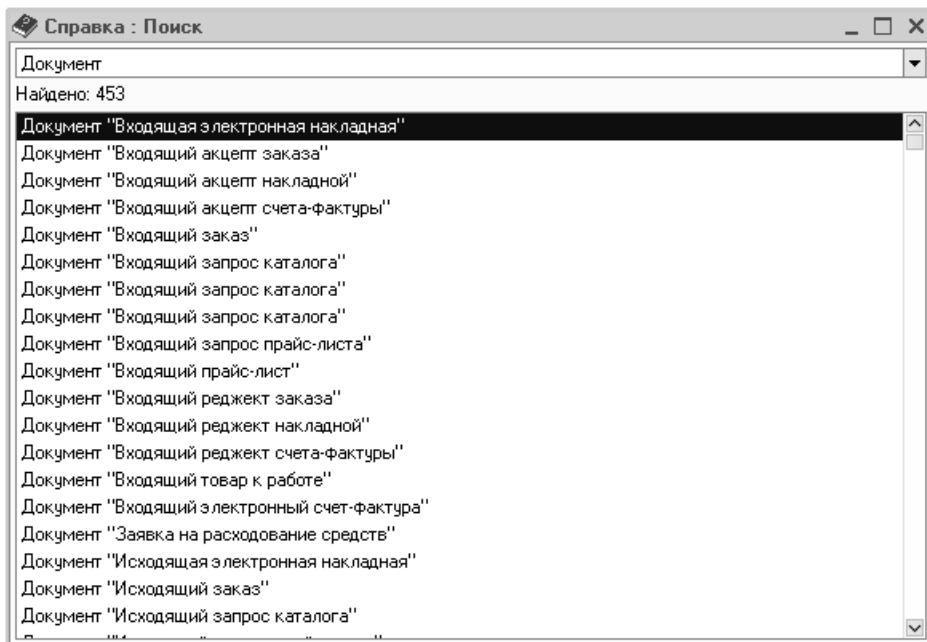 Справка : Поиск
Документ
Найдено: 453
Документ "Входящая электронная накладная"
Документ "Входящий акцепт заказа"
Документ "Входящий акцепт накладной"
Документ "Входящий акцепт счета-фактуры"
Документ "Входящий заказ"
Документ "Входящий запрос каталога"
Документ "Входящий запрос каталога"
Документ "Входящий запрос каталога"
Документ "Входящий запрос прайс-листа"
Документ "Входящий прайс-лист"
Документ "Входящий реджект заказа"
Документ "Входящий реджект накладной"
Документ "Входящий реджект счета-фактуры"
Документ "Входящий товар к работе"
Документ "Входящий электронный счет-фактура"
Документ "Заявка на расходование средств"
Документ "Исходящая электронная накладная"
Документ "Исходящий заказ"
Документ "Исходящий запрос каталога"